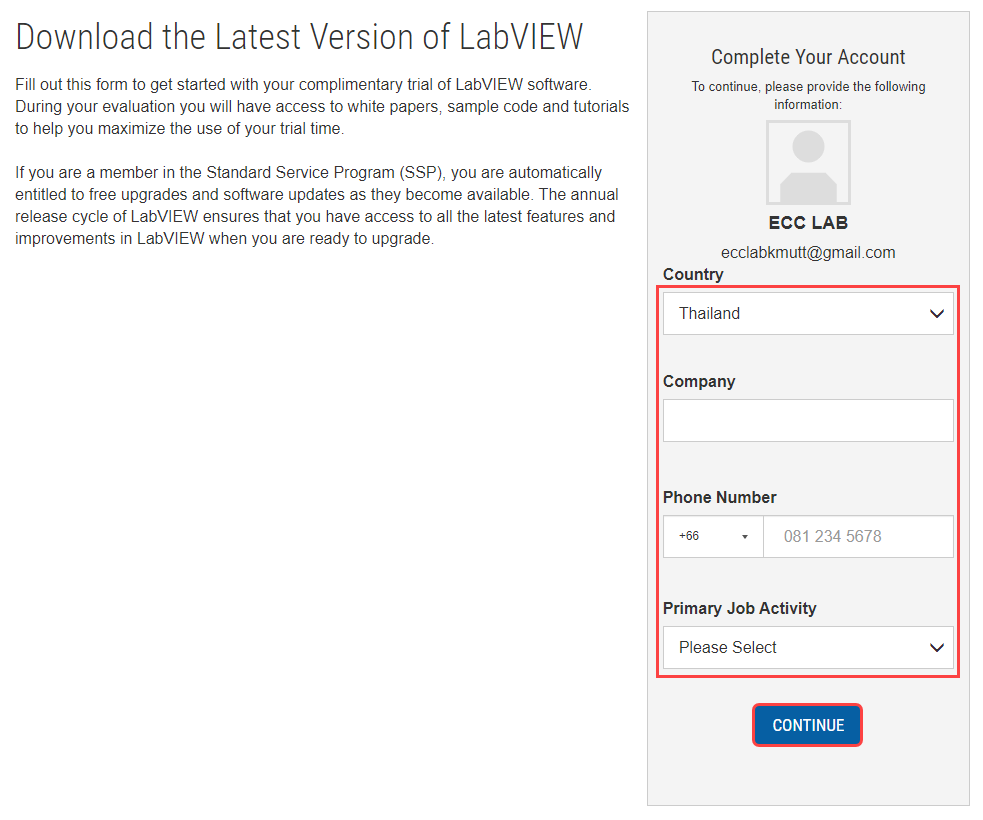 Download the Latest Version of LabVIEW
Fill out this form to get started with your complimentary trial of LabVIEW software.
During your evaluation you will have access to white papers, sample code and tutorials
to help you maximize the use of your trial time.
If you are a member in the Standard Service Program (SSP), you are automatically
entitled to free upgrades and software updates as they become available. The annual
release cycle of LabVIEW ensures that you have access to all the latest features and
improvements in LabVIEW when you are ready to upgrade.
Complete Your Account
To continue, please provide the following
information:
ECC LAB
ecclabkmutt@gmail.com
Country
Thailand
Company
Phone Number
+66 081 234 5678
Primary Job Activity
Please Select
CONTINUE